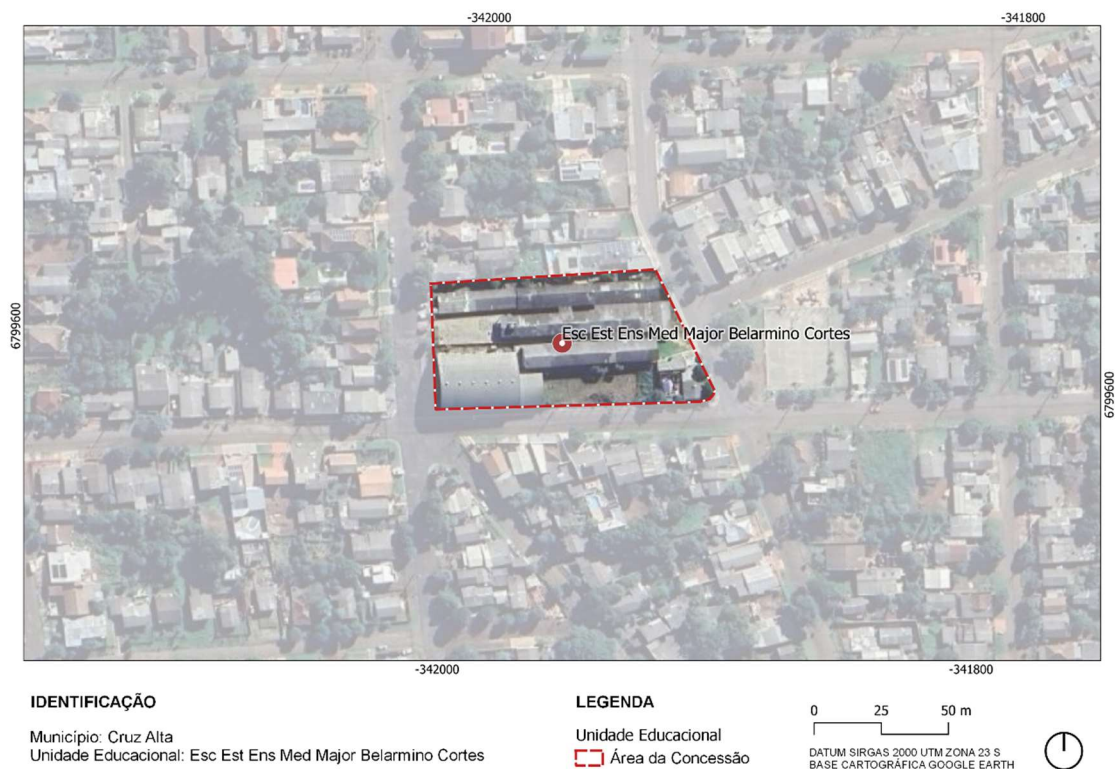 -342000
-341800
6799600
Esc Est Ens Med Major Belarmino Cortes
6799600
-342000
-341800
IDENTIFICAÇÃO
Município: Cruz Alta
Unidade Educacional: Esc Est Ens Med Major Belarmino Cortes
LEGENDA
Unidade Educacional
Área da Concessão
0 25 50 m
DATUM SIRGAS 2000 UTM ZONA 23 S
BASE CARTOGRÁFICA GOOGLE EARTH